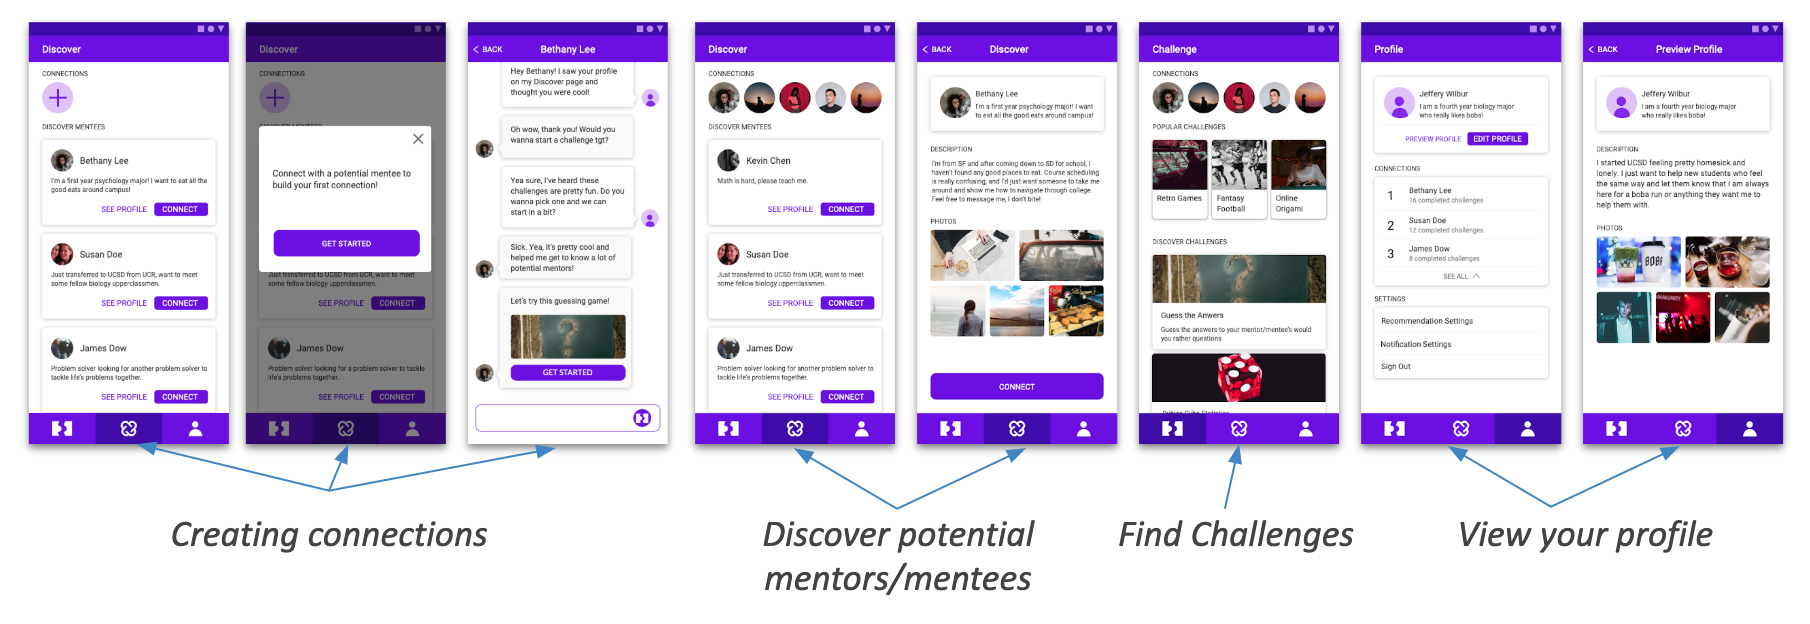 Discover
CONNECTIONS
DISCOVER MENTEES
Bethany Lee
I'm a first year psychology major! I want to eat all the
good eats around campus!
SEE PROFILE CONNECT
Susan Doe
Just transferred to UCSD from UCR, want to meet
some fellow biology upperclassmen.
SEE PROFILE CONNECT
James Dow
Problem solver looking for another problem solver to
tackle life's problems together.
SEE PROFILE CONNECT
Discover
CONNECTIONS
Connect with a potential mentee to
build your first connection!
GET STARTED
Just transferred to UCSD from UCR, want to meet
some fellow biology upperclassmen.
SEE PROFILE CONNECT
James Dow
Problem solver looking for a problem solver to tackle
life's problems together.
SEE PROFILE CONNECT
BACK Bethany Lee
Hey Bethany! I saw your profile
on my Discover page and
thought you were cool!
Oh wow, thank you! Would you
wanna start a challenge tgt?
Yea sure, I've heard these
challenges are pretty fun. Do you
wanna pick one and we can
start in a bit?
Sick. Yea, it's pretty cool and
helped me get to know a lot of
potential mentors!
Let's try this guessing game!
GET STARTED
Discover
CONNECTIONS
DISCOVER MENTEES
Kevin Chen
Math is hard, please teach me.
SEE PROFILE CONNECT
Susan Doe
Just transferred to UCSD from UCR, want to meet
some fellow biology upperclassmen.
SEE PROFILE CONNECT
James Dow
Problem solver looking for another problem solver to
tackle life's problems together.
SEE PROFILE CONNECT
BACK Discover
Bethany Lee
I'm a first year psychology major! I want
to eat all the good eats around campus!
DESCRIPTION
I'm from SF and after coming down to SD for school, I
haven't found any good places to eat. Course scheduling
is really confusing, and I'd just want someone to take me
around and show me how to navigate through college.
Feel free to message me, I don't bite!
PHOTOS
CONNECT
Challenge
CONNECTIONS
POPULAR CHALLENGES
Retro Games
Fantasy
Football
Online
Origami
DISCOVER CHALLENGES
Guess the Anwers
Guess the answers to your mentor/mentee's would
you rather questions
Profile
Jeffery Wilbur
I am a fourth year biology major
who really likes boba!
PREVIEW PROFILE EDIT PROFILE
CONNECTIONS
1 Bethany Lee
16 completed challenges
2 Susan Doe
12 completed challenges
3 James Dow
8 completed challenges
SEE ALL
SETTINGS
Recommendation Settings
Notification Settings
Sign Out
BACK Preview Profile
Jeffery Wilbur
I am a fourth year biology major
who really likes boba!
DESCRIPTION
I started UCSD feeling pretty homesick and
lonely. I just want to help new students who feel
the same way and let them know that I am always
here for a boba run or anything they want me to
help them with.
PHOTOS
Creating connections
Discover potential
mentors/mentees
Find Challenges
View your profile